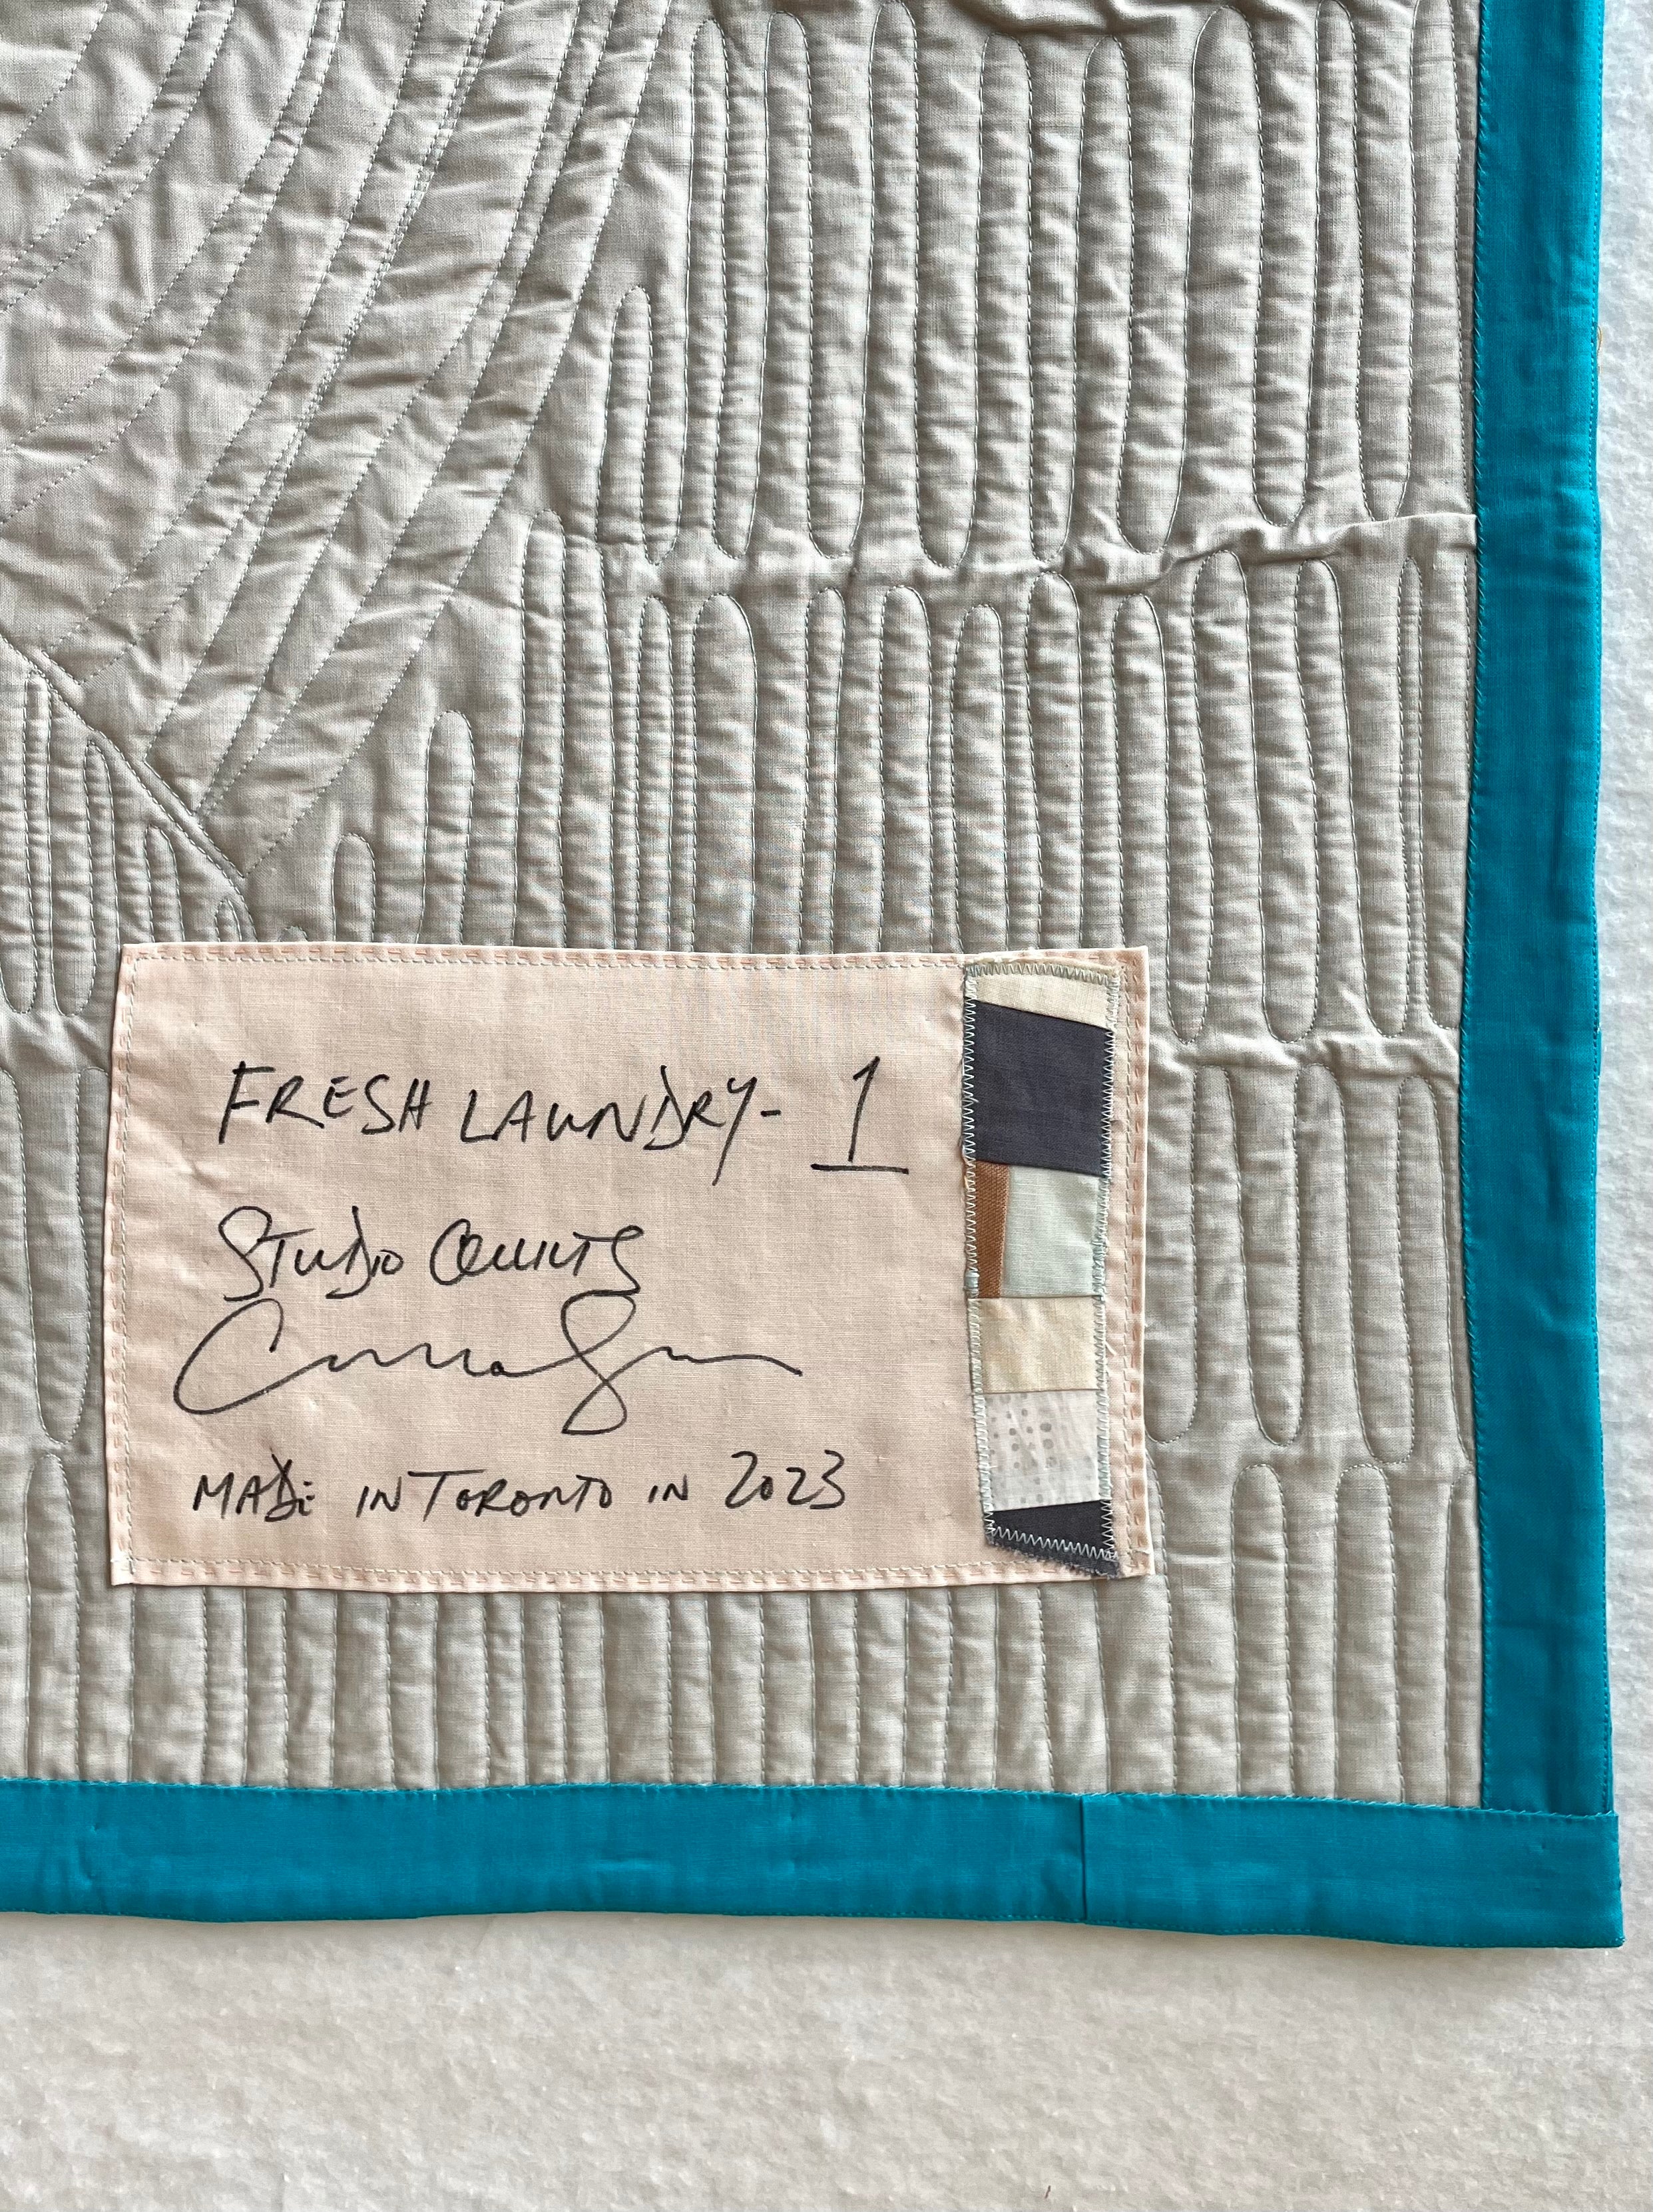 FRESH LAUNDRY - 1
STUDIO QUILTS
MADE IN TORONTO IN 2023